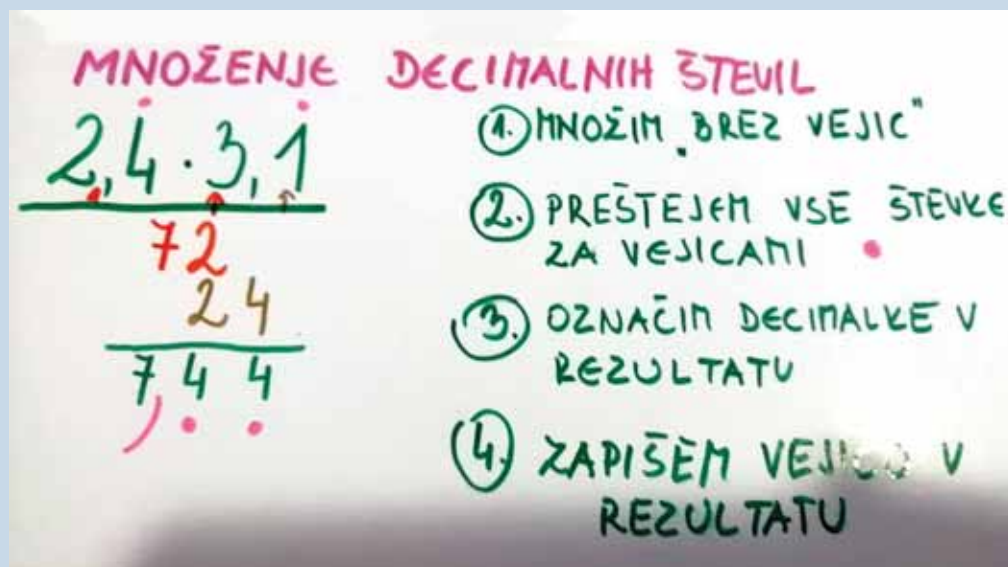 MNOŽENJE DECIMALNIH ŠTEVIL
2,4 · 3,1
72
24
7,44
1. MNOŽIM „BREZ VEJIC"
2. PREŠTEJEM VSE ŠTEVKE
ZA VEJICAMI
3. OZNAČIM DECIMALKE V
REZULTATU
4. ZAPIŠEM VEJICO V
REZULTATU